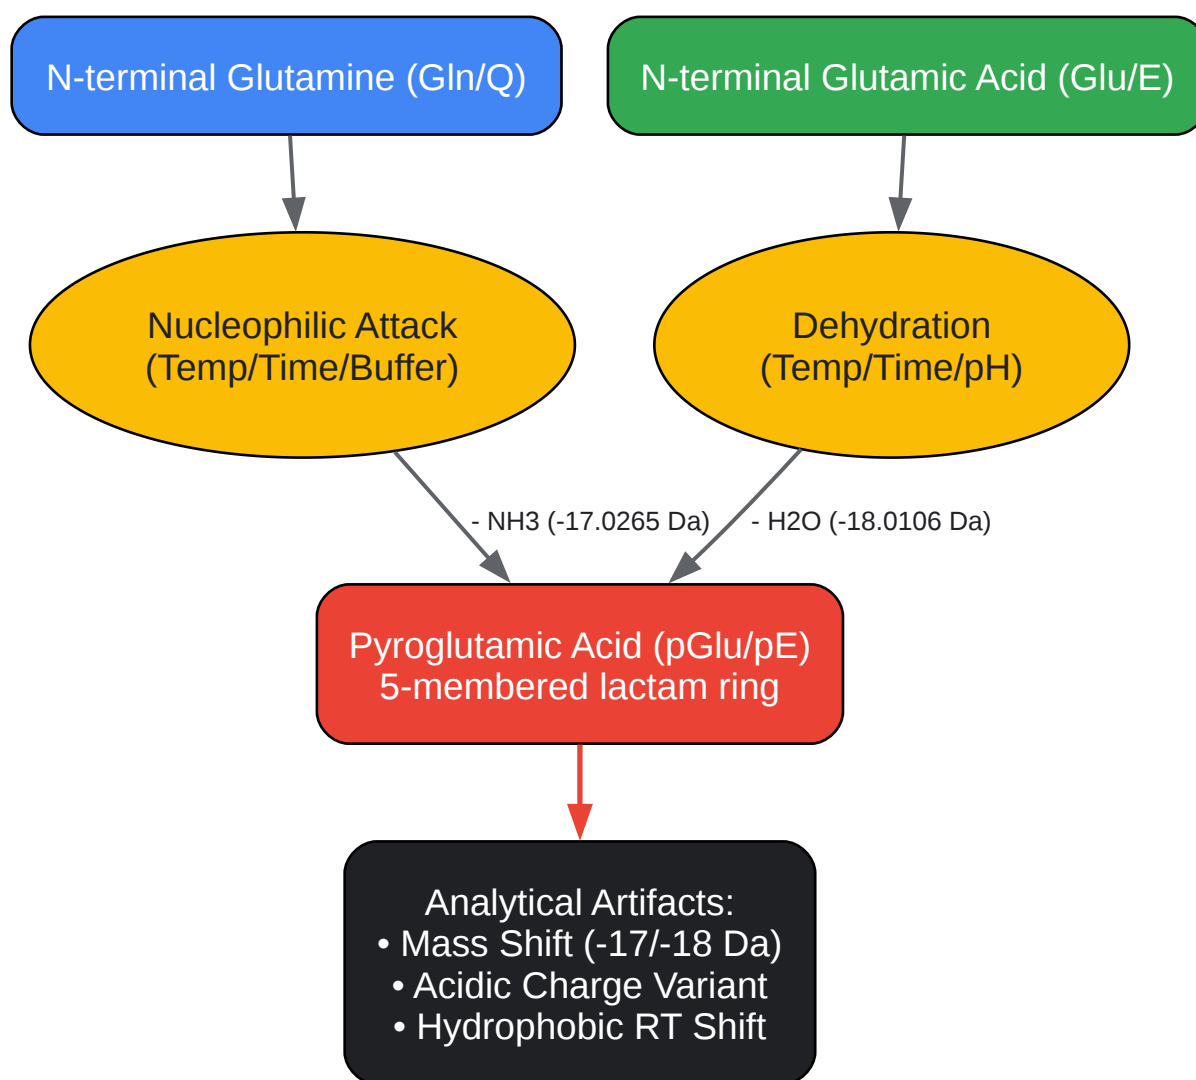 N-terminal Glutamine (Gln/Q)
N-terminal Glutamic Acid (Glu/E)
Nucleophilic Attack
(Temp/Time/Buffer)
Dehydration
(Temp/Time/pH)
- NH3 (-17.0265 Da)
- H2O (-18.0106 Da)
Pyroglutamic Acid (pGlu/pE)
5-membered lactam ring
Analytical Artifacts:
• Mass Shift (-17/-18 Da)
• Acidic Charge Variant
• Hydrophobic RT Shift